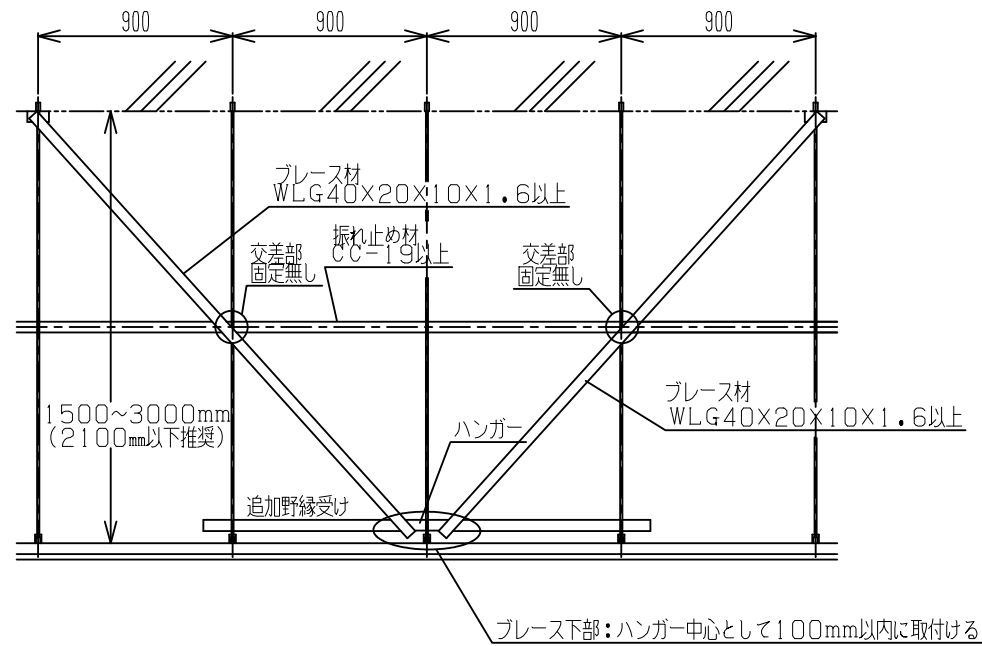 900 900 900 900
ブレース材
WLG40×20×10×1.6以上
振れ止め材
CC-19以上
交差部
固定無し
交差部
固定無し
ブレース材
WLG40×20×10×1.6以上
1500~3000mm
(2100mm以下推奨)
ハンガー
追加野縁受け
ブレース下部:ハンガー中心として100mm以内に取付ける